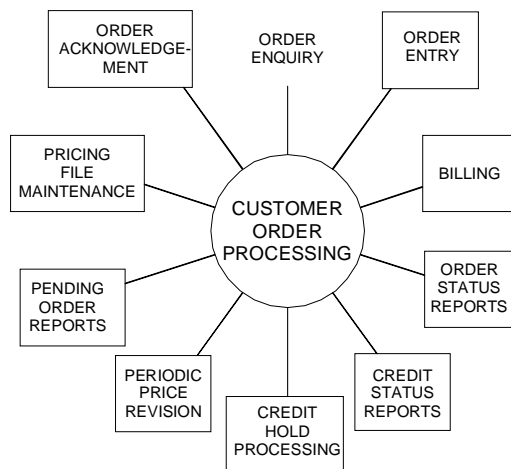 ORDER
ACKNOWLEDGE-
MENT
ORDER
ENQUIRY
ORDER
ENTRY
PRICING
FILE
MAINTENANCE
BILLING
CUSTOMER
ORDER
PROCESSING
PENDING
ORDER
REPORTS
ORDER
STATUS
REPORTS
PERIODIC
PRICE
REVISION
CREDIT
HOLD
PROCESSING
CREDIT
STATUS
REPORTS